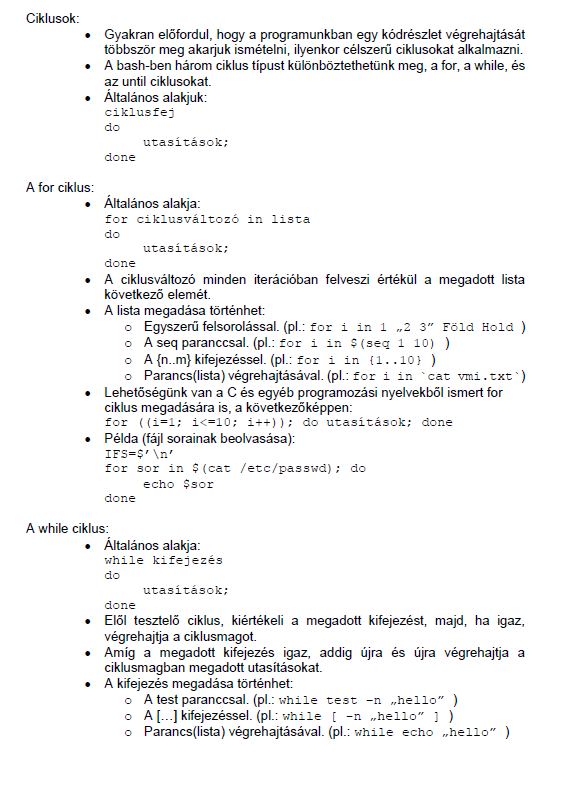 Ciklusok:
• Gyakran előfordul, hogy a programunkban egy kódrészlet végrehajtását
többször meg akarjuk ismételni, ilyenkor célszerű ciklusokat alkalmazni.
• A bash-ben három ciklus típust különböztethetünk meg, a for, a while, és
az until ciklusokat.
• Általános alakjuk:
ciklusfej
do
utasítások;
done
A for ciklus:
• Általános alakja:
for ciklusváltozó in lista
do
utasítások;
done
• A ciklusváltozó minden iterációban felveszi értékül a megadott lista
következő elemét.
• A lista megadása történhet:
o Egyszerű felsorolással. (pl.: for i in 1 „2 3” Föld Hold )
o A seq paranccsal. (pl.: for i in $(seq 1 10) )
o A {n..m} kifejezéssel. (pl.: for i in {1..10} )
o Parancs(lista) végrehajtásával. (pl.: for i in `cat vmi.txt`)
• Lehetőségünk van a C és egyéb programozási nyelvekből ismert for
ciklus megadására is, a következőképpen:
for ((i=1; i<=10; i++)); do utasítások; done
• Példa (fájl sorainak beolvasása):
IFS=$’\n’
for sor in $(cat /etc/passwd); do
echo $sor
done
A while ciklus:
• Általános alakja:
while kifejezés
do
utasítások;
done
• Elől tesztelő ciklus, kiértékeli a megadott kifejezést, majd, ha igaz,
végrehajtja a ciklusmagot.
• Amíg a megadott kifejezés igaz, addig újra és újra végrehajtja a
ciklusmagban megadott utasításokat.
• A kifejezés megadása történhet:
o A test paranccsal. (pl.: while test –n „hello” )
o A […] kifejezéssel. (pl.: while [ –n „hello” ] )
o Parancs(lista) végrehajtásával. (pl.: while echo „hello” )